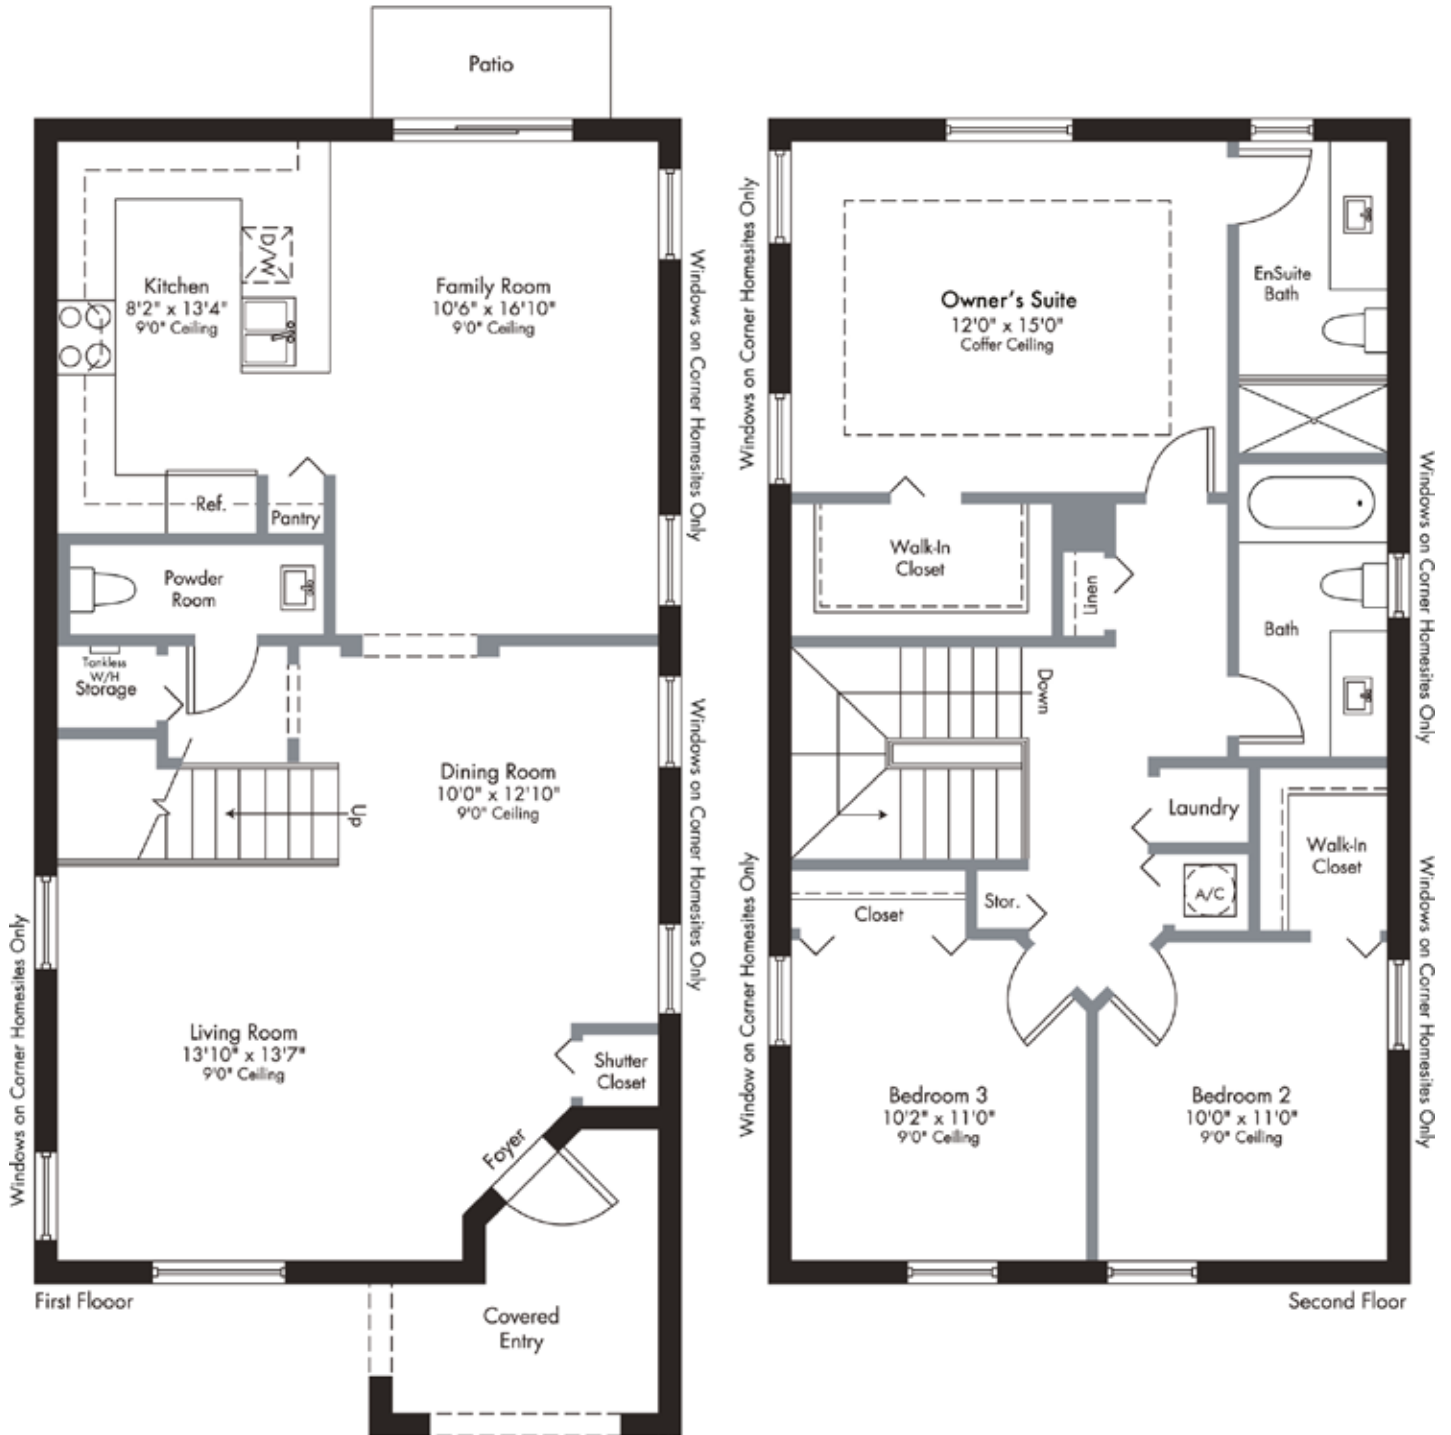 Patio
Kitchen
8'2" x 13'4"
9'0" Ceiling
D/W
Family Room
10'6" x 16'10"
9'0" Ceiling
Windows on Corner Homesites Only
Ref.
Pantry
Powder
Room
Tankless
W/H
Storage
Up
Dining Room
10'0" x 12'10"
9'0" Ceiling
Windows on Corner Homesites Only
Windows on Corner Homesites Only
Living Room
13'10" x 13'7"
9'0" Ceiling
Shutter
Closet
Foyer
Covered
Entry
First Flooor
Windows on Corner Homesites Only
Owner's Suite
12'0" x 15'0"
Coffer Ceiling
EnSuite
Bath
Walk-In
Closet
Linen
Bath
Windows on Corner Homesites Only
Down
Laundry
Walk-In
Closet
A/C
Stor.
Closet
Window on Corner Homesites Only
Windows on Corner Homesites Only
Bedroom 3
10'2" x 11'0"
9'0" Ceiling
Bedroom 2
10'0" x 11'0"
9'0" Ceiling
Second Floor